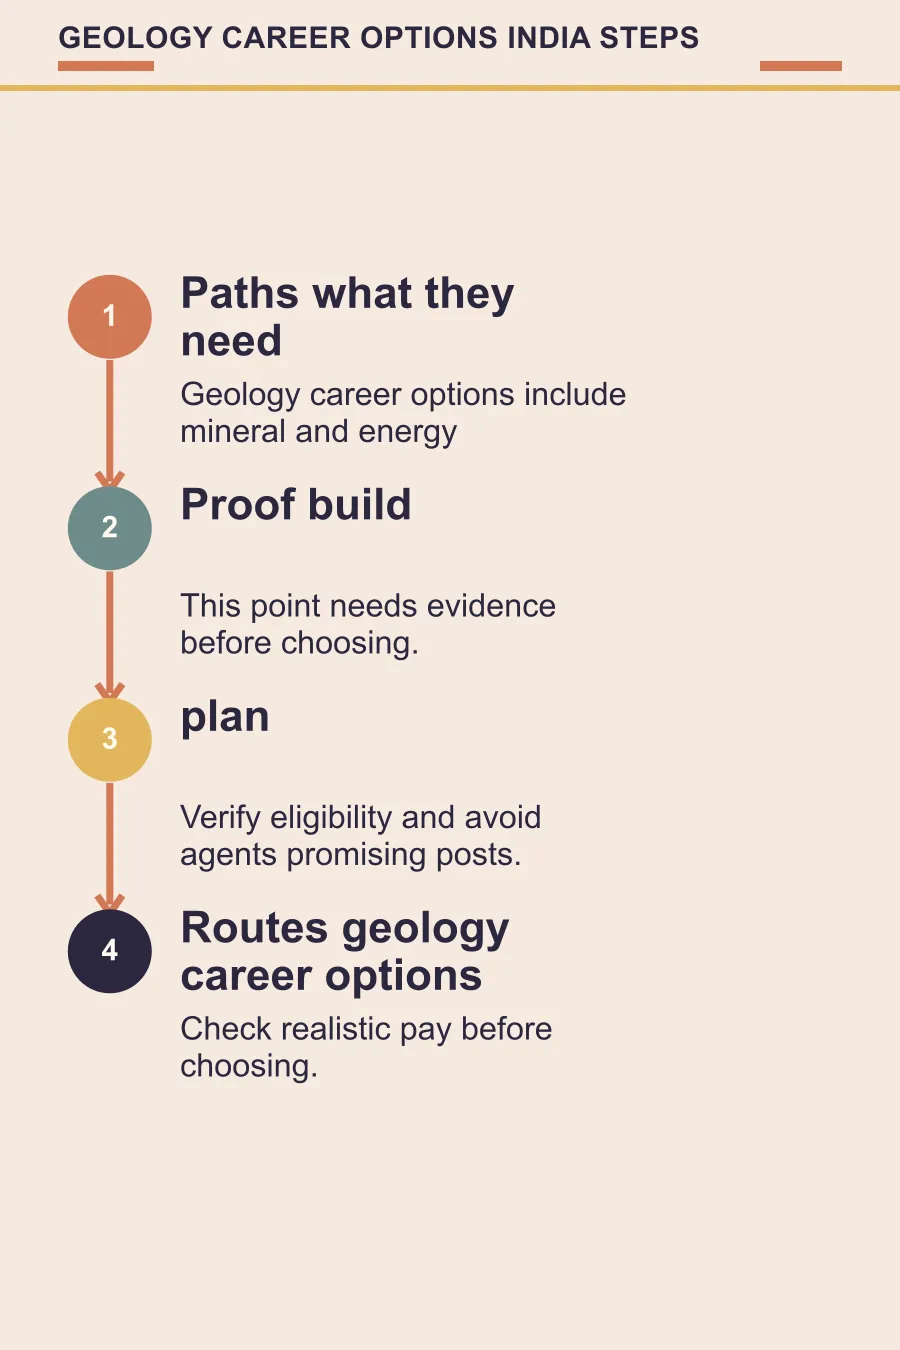 GEOLOGY CAREER OPTIONS INDIA STEPS
1
Paths what they
need
Geology career options include
mineral and energy
2
Proof build
This point needs evidence
before choosing.
3
plan
Verify eligibility and avoid
agents promising posts.
4
Routes geology
career options
Check realistic pay before
choosing.